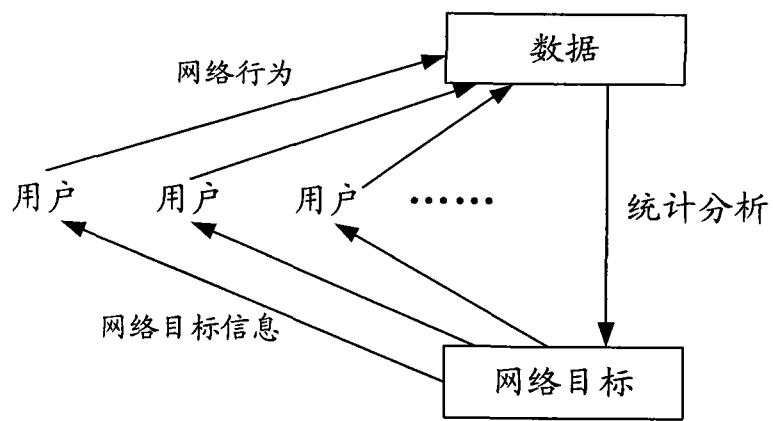 数据
网络行为
用户
用户
用户
······
统计分析
网络目标信息
网络目标